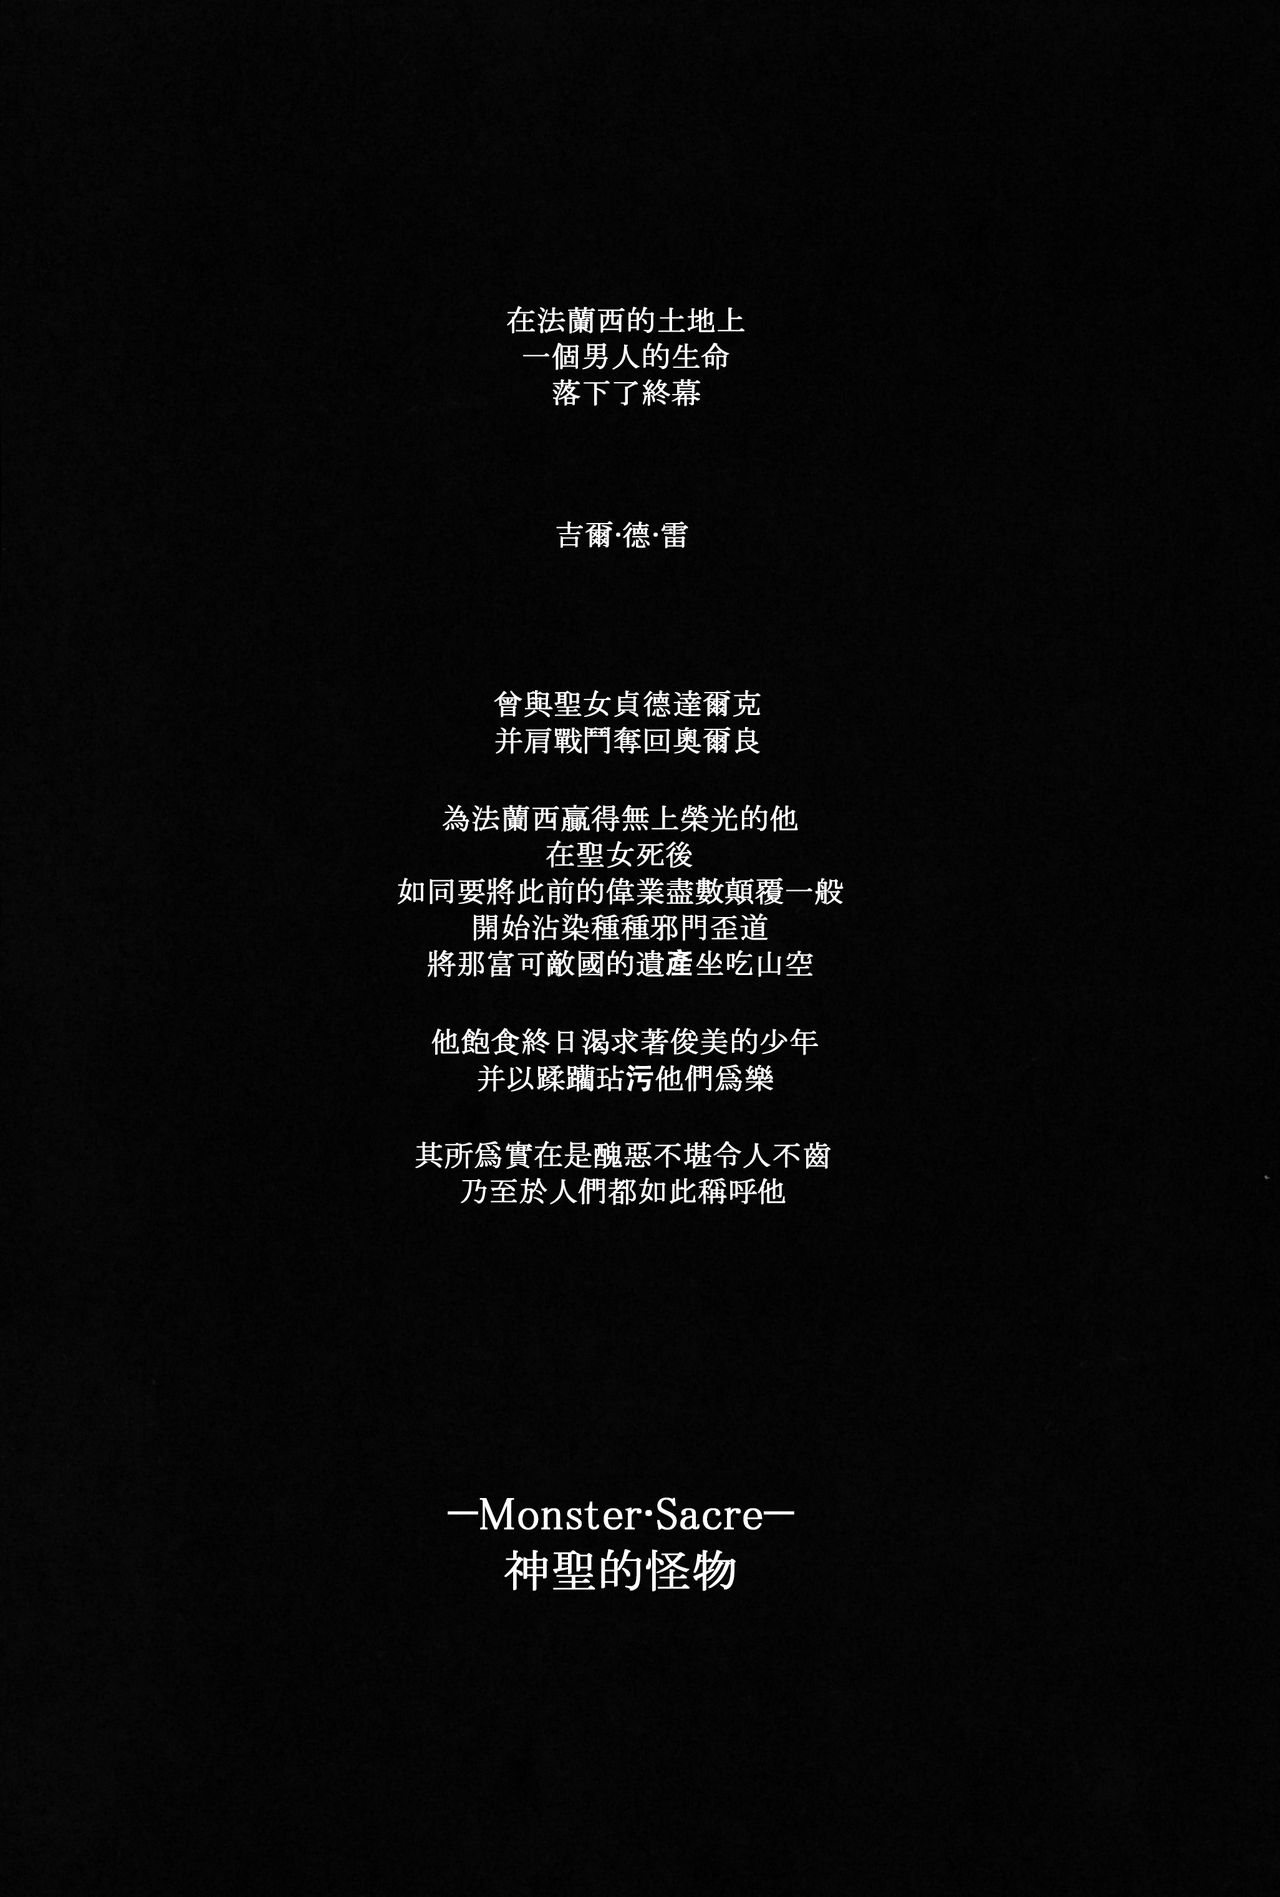 在法蘭西的土地上
一個男人的生命
落下了終幕
吉爾·德·雷
曾與聖女貞德達爾克
并肩戰鬥奪回奧爾良
為法蘭西贏得無上榮光的他
在聖女死後
如同要將此前的偉業盡數顛覆一般
開始沾染種種邪門歪道
將那富可敵國的遺產坐吃山空
他飽食終日渴求著俊美的少年
并以蹂躪玷污他們爲樂
其所爲實在是醜惡不堪令人不齒
乃至於人們都如此稱呼他
—Monster·Sacre—
神聖的怪物